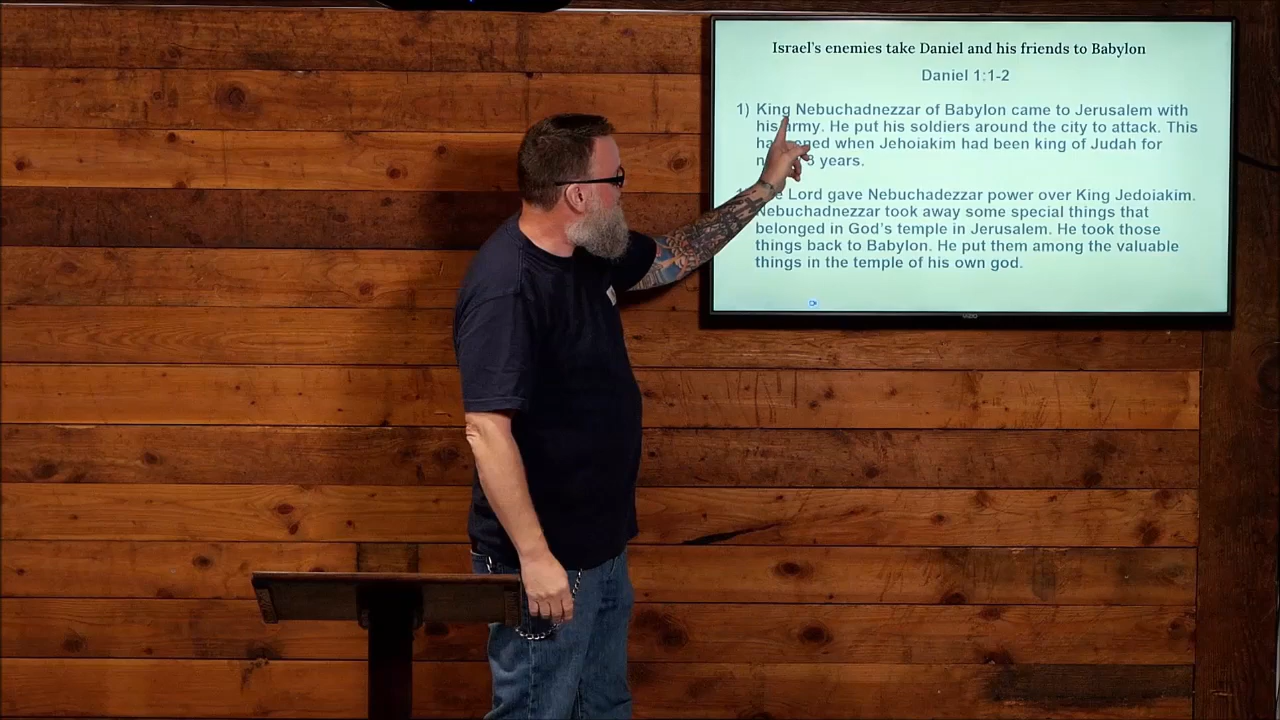 Israel's enemies take Daniel and his friends to Babylon
Daniel 1:1-2
1) King Nebuchadnezzar of Babylon came to Jerusalem with
his army. He put his soldiers around the city to attack. This
when Jehoiakim had been king of Judah for
3 years.
Lord gave Nebuchadezzar power over King Jedoiakim.
Nebuchadnezzar took away some special things that
belonged in God's temple in Jerusalem. He took those
things back to Babylon. He put them among the valuable
things in the temple of his own god.
VIZIO